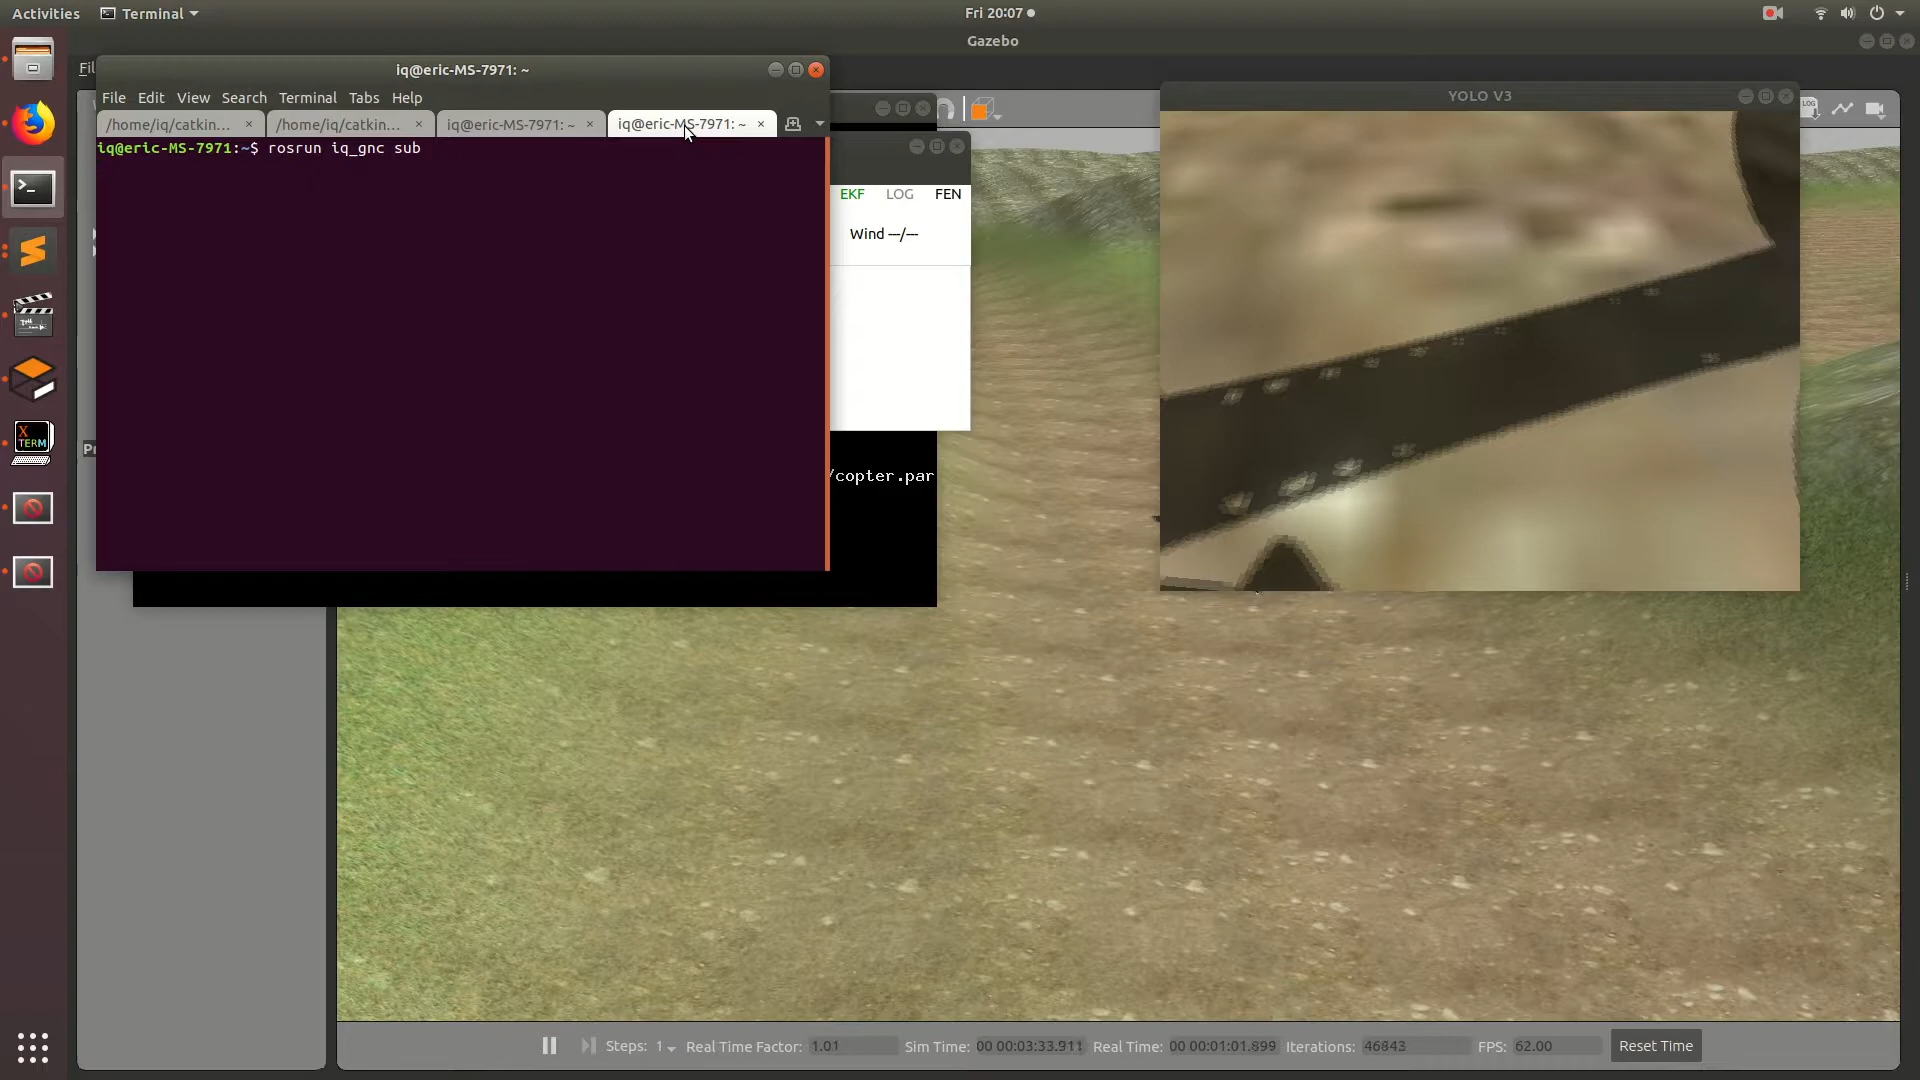 Activities
Terminal
Fri 20:07
Gazebo
iq@eric-MS-7971: ~
File Edit View Search Terminal Tabs Help
/home/iq/catkin...
/home/iq/catkin...
iq@eric-MS-7971: ~
iq@eric-MS-7971: ~
iq@eric-MS-7971:~$ rosrun iq_gnc sub
EKF LOG FEN
Wind ---/---
/copter.par
YOLO V3
LOG
X
TERM
Steps: 1
Real Time Factor: 1.01
Sim Time: 00 00:03:33.911
Real Time: 00 00:01:01.899
Iterations: 46843
FPS: 62.00
Reset Time